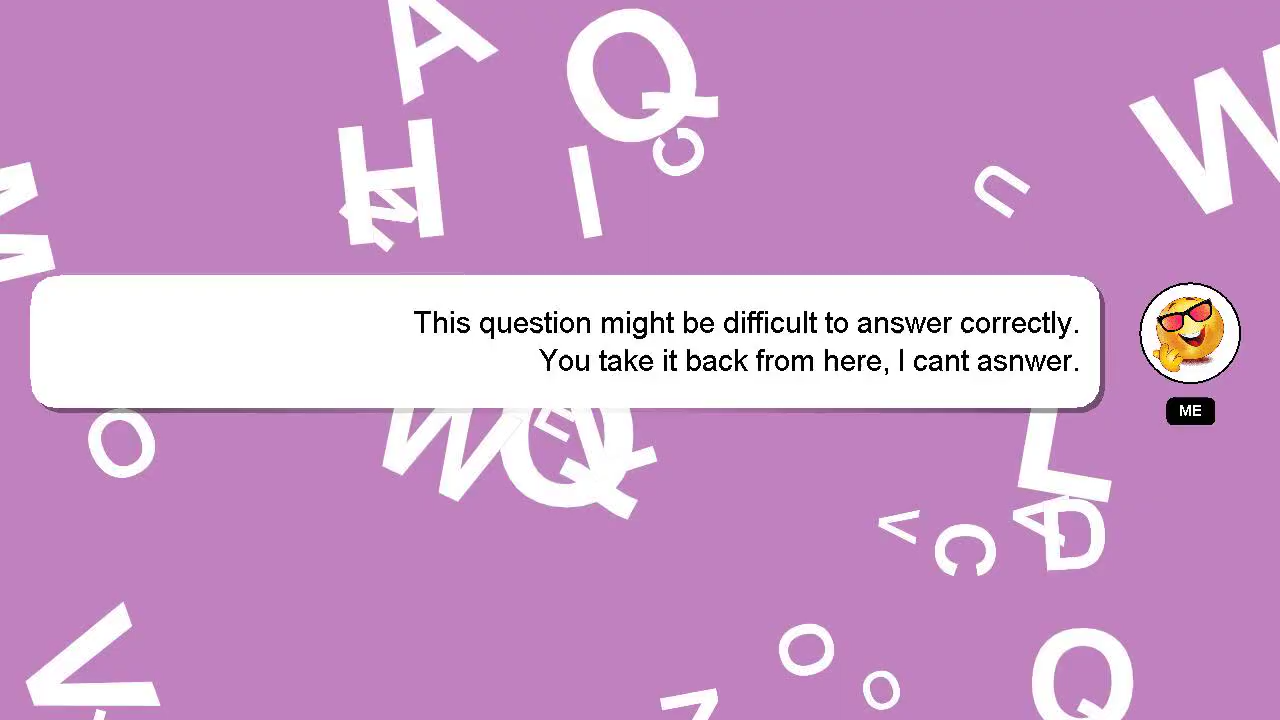 This question might be difficult to answer correctly.
You take it back from here, I cant asnwer.
ME